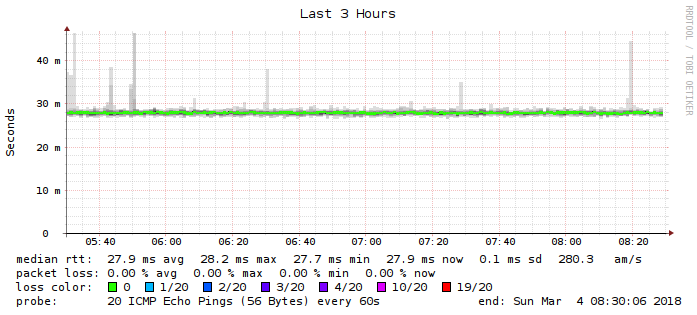 Last 3 Hours
RRDTOOL / TOBI OETIKER
Seconds
40 m
30 m
20 m
10 m
0
05:40 06:00 06:20 06:40 07:00 07:20 07:40 08:00 08:20
median rtt: 27.9 ms avg 28.2 ms max 27.7 ms min 27.9 ms now 0.1 ms sd 280.3 am/s
packet loss: 0.00 % avg 0.00 % max 0.00 % min 0.00 % now
loss color: 0 1/20 2/20 3/20 4/20 10/20 19/20
probe: 20 ICMP Echo Pings (56 Bytes) every 60s end: Sun Mar 4 08:30:06 2018